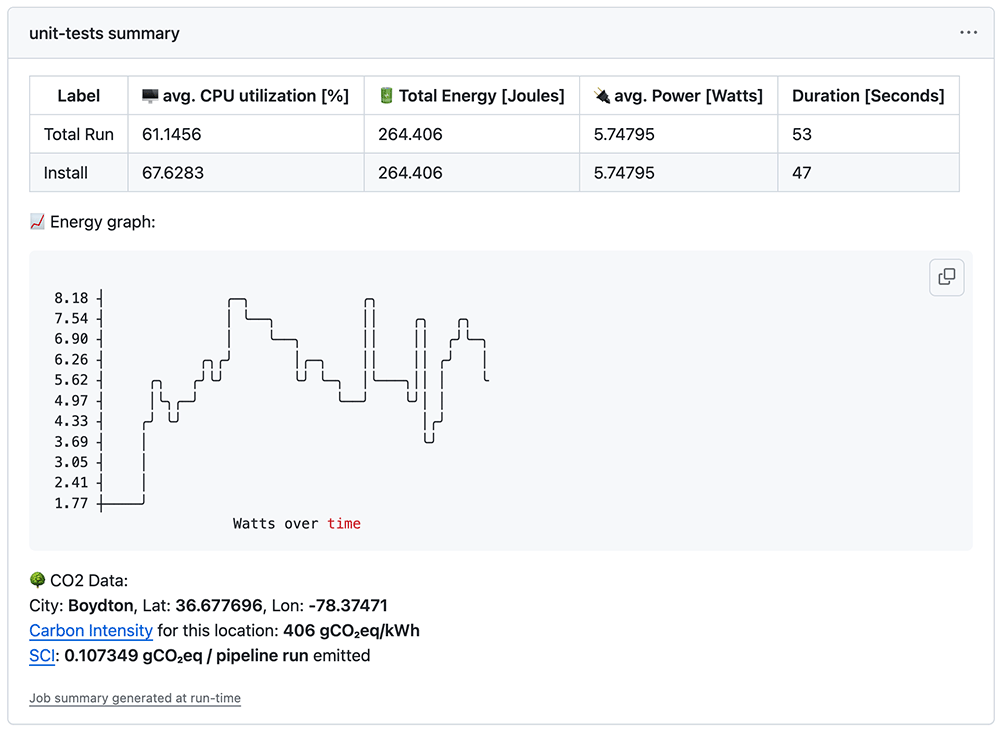 unit-tests summary
Label 🖥️ avg. CPU utilization [%] 🔋 Total Energy [Joules] 🔌 avg. Power [Watts] Duration [Seconds]
Total Run 61.1456 264.406 5.74795 53
Install 67.6283 264.406 5.74795 47
📈 Energy graph:
8.18
7.54
6.90
6.26
5.62
4.97
4.33
3.69
3.05
2.41
1.77
Watts over time
🌳 CO2 Data:
City: Boydton, Lat: 36.677696, Lon: -78.37471
Carbon Intensity for this location: 406 gCO₂eq/kWh
SCI: 0.107349 gCO₂eq / pipeline run emitted
Job summary generated at run-time